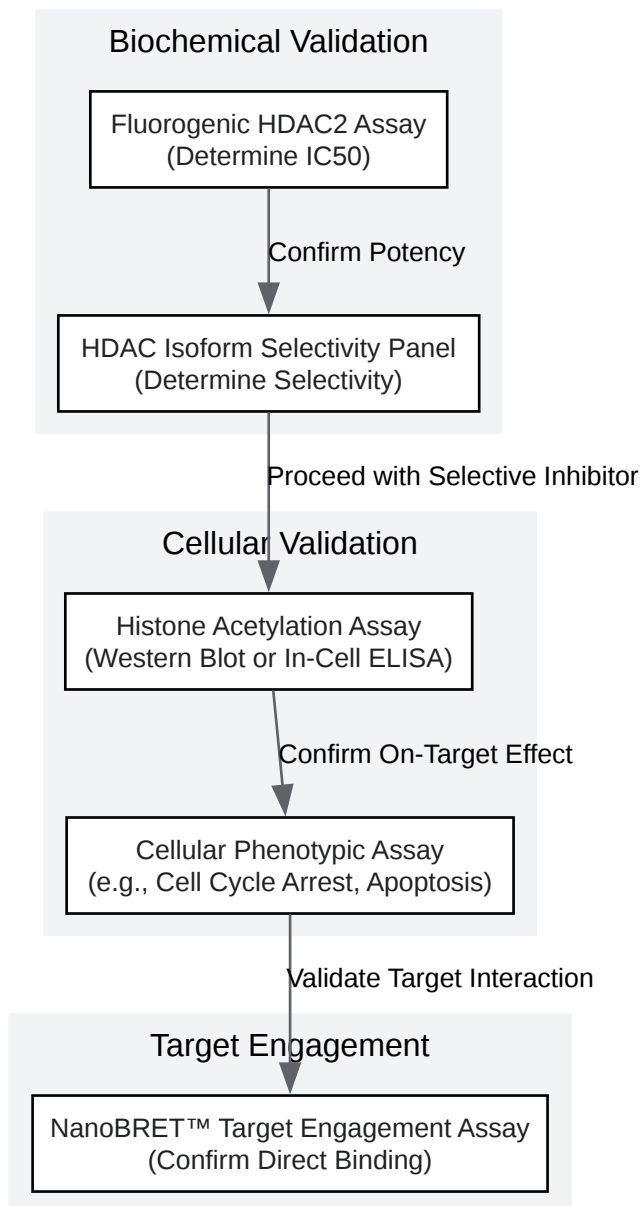 Biochemical Validation
Fluorogenic HDAC2 Assay
(Determine IC50)
Confirm Potency
HDAC Isoform Selectivity Panel
(Determine Selectivity)
Proceed with Selective Inhibitor
Cellular Validation
Histone Acetylation Assay
(Western Blot or In-Cell ELISA)
Confirm On-Target Effect
Cellular Phenotypic Assay
(e.g., Cell Cycle Arrest, Apoptosis)
Validate Target Interaction
Target Engagement
NanoBRET™ Target Engagement Assay
(Confirm Direct Binding)